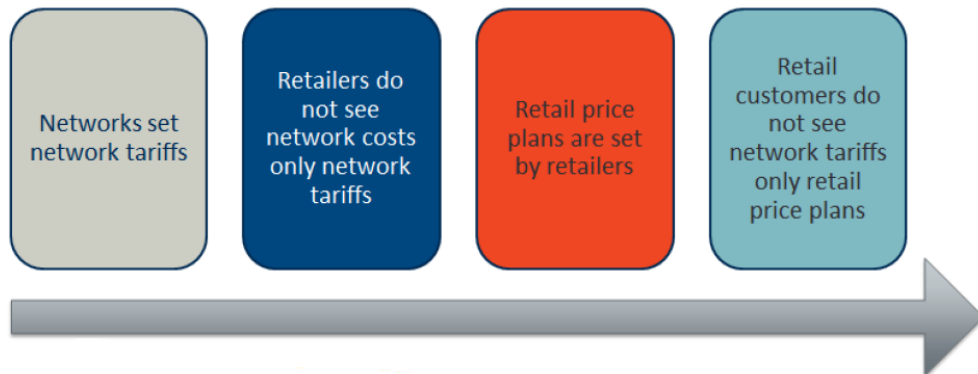 Networks set
network tariffs
Retailers do
not see
network costs
only network
tariffs
Retail price
plans are set
by retailers
Retail
customers do
not see
network tariffs
only retail
price plans